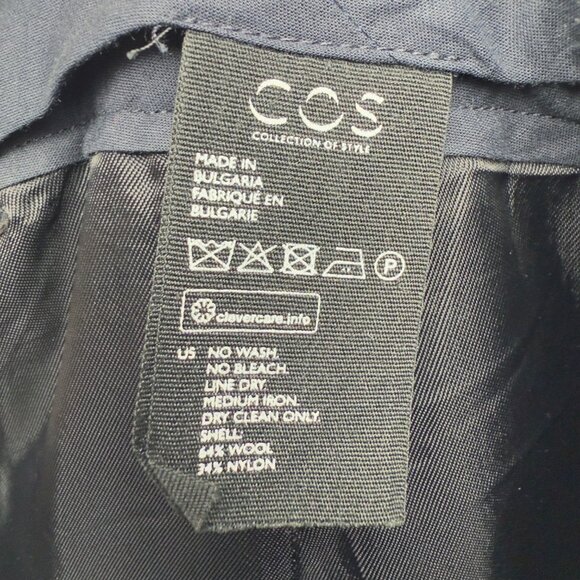 COS
COLLECTION OF STYLE
MADE IN
BULGARIA
FABRIQUÉ EN
BULGARIE
P
clevercare.info
US NO WASH.
NO BLEACH.
LINE DRY.
MEDIUM IRON.
DRY CLEAN ONLY.
SHELL:
64% WOOL
34% NYLON